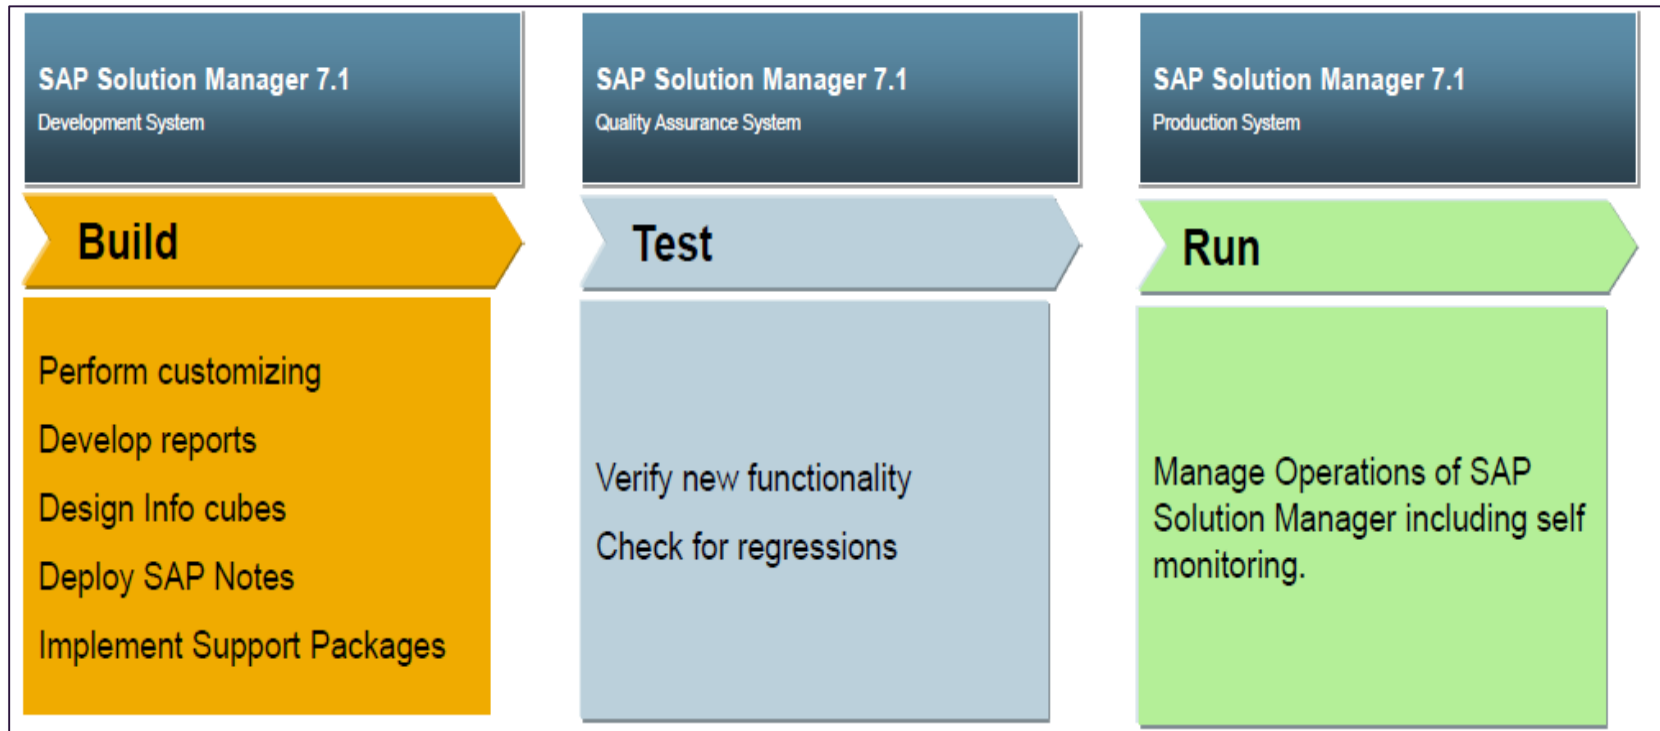 SAP Solution Manager 7.1
Development System
Build
Perform customizing
Develop reports
Design Info cubes
Deploy SAP Notes
Implement Support Packages
SAP Solution Manager 7.1
Quality Assurance System
Test
Verify new functionality
Check for regressions
SAP Solution Manager 7.1
Production System
Run
Manage Operations of SAP
Solution Manager including self
monitoring.